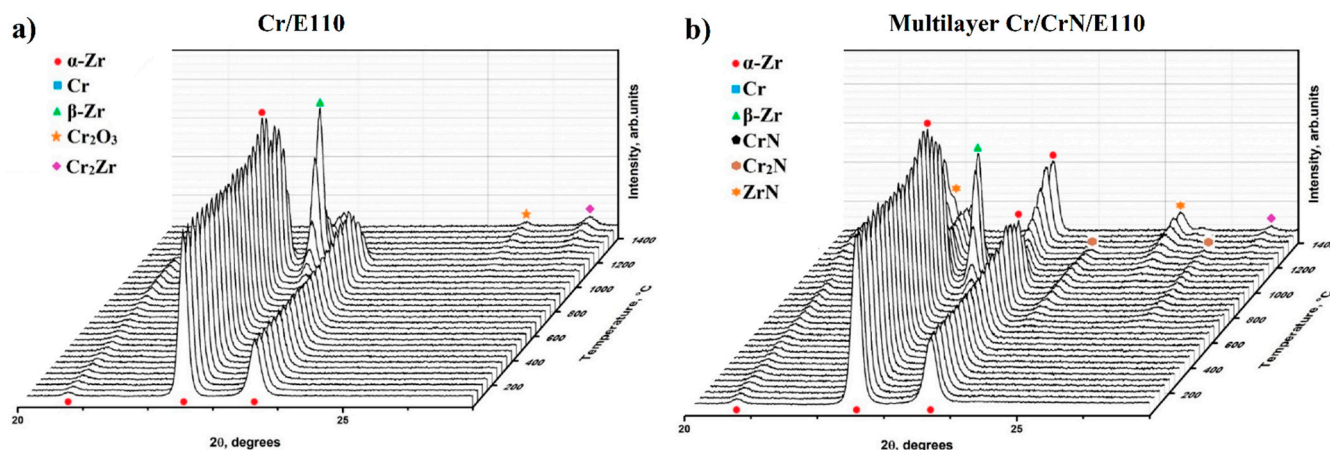 a)
Cr/E110
α-Zr
Cr
β-Zr
Cr₂O₃
Cr₂Zr
Intensity, arb.units
1400
1200
1000
800
600
400
200
Temperature, °C
20
25
2θ, degrees
b)
Multilayer Cr/CrN/E110
α-Zr
Cr
β-Zr
CrN
Cr₂N
ZrN
Intensity, arb.units
1400
1200
1000
800
600
400
200
Temperature, °C
20
25
2θ, degrees